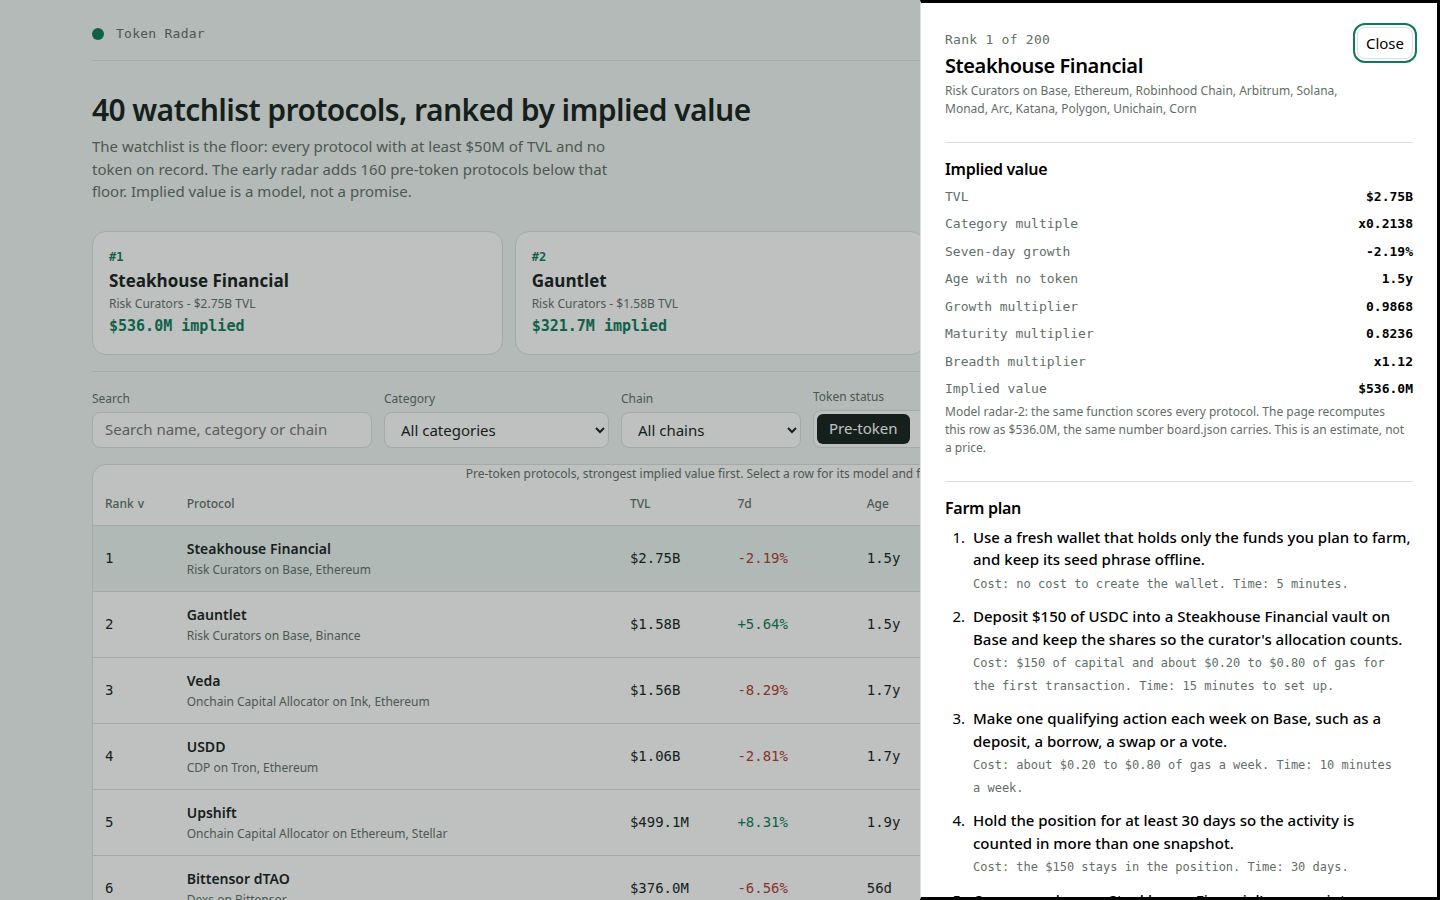 Token Radar
40 watchlist protocols, ranked by implied value
The watchlist is the floor: every protocol with at least $50M of TVL and no
token on record. The early radar adds 160 pre-token protocols below that
floor. Implied value is a model, not a promise.
#1
Steakhouse Financial
Risk Curators - $2.75B TVL
$536.0M implied
#2
Gauntlet
Risk Curators - $1.58B TVL
$321.7M implied
Search
Search name, category or chain
Category
All categories
Chain
All chains
Token status
Pre-token
Pre-token protocols, strongest implied value first. Select a row for its model and f
Rank v Protocol TVL 7d Age
1 Steakhouse Financial $2.75B -2.19% 1.5y
Risk Curators on Base, Ethereum
2 Gauntlet $1.58B +5.64% 1.5y
Risk Curators on Base, Binance
3 Veda $1.56B -8.29% 1.7y
Onchain Capital Allocator on Ink, Ethereum
4 USDD $1.06B -2.81% 1.7y
CDP on Tron, Ethereum
5 Upshift $499.1M +8.31% 1.9y
Onchain Capital Allocator on Ethereum, Stellar
6 Bittensor dTAO $376.0M -6.56% 56d
Dexs on Bittensor
Rank 1 of 200
Close
Steakhouse Financial
Risk Curators on Base, Ethereum, Robinhood Chain, Arbitrum, Solana,
Monad, Arc, Katana, Polygon, Unichain, Corn
Implied value
TVL $2.75B
Category multiple x0.2138
Seven-day growth -2.19%
Age with no token 1.5y
Growth multiplier 0.9868
Maturity multiplier 0.8236
Breadth multiplier x1.12
Implied value $536.0M
Model radar-2: the same function scores every protocol. The page recomputes
this row as $536.0M, the same number board.json carries. This is an estimate, not
a price.
Farm plan
1. Use a fresh wallet that holds only the funds you plan to farm,
and keep its seed phrase offline.
Cost: no cost to create the wallet. Time: 5 minutes.
2. Deposit $150 of USDC into a Steakhouse Financial vault on
Base and keep the shares so the curator's allocation counts.
Cost: $150 of capital and about $0.20 to $0.80 of gas for
the first transaction. Time: 15 minutes to set up.
3. Make one qualifying action each week on Base, such as a
deposit, a borrow, a swap or a vote.
Cost: about $0.20 to $0.80 of gas a week. Time: 10 minutes
a week.
4. Hold the position for at least 30 days so the activity is
counted in more than one snapshot.
Cost: the $150 stays in the position. Time: 30 days.